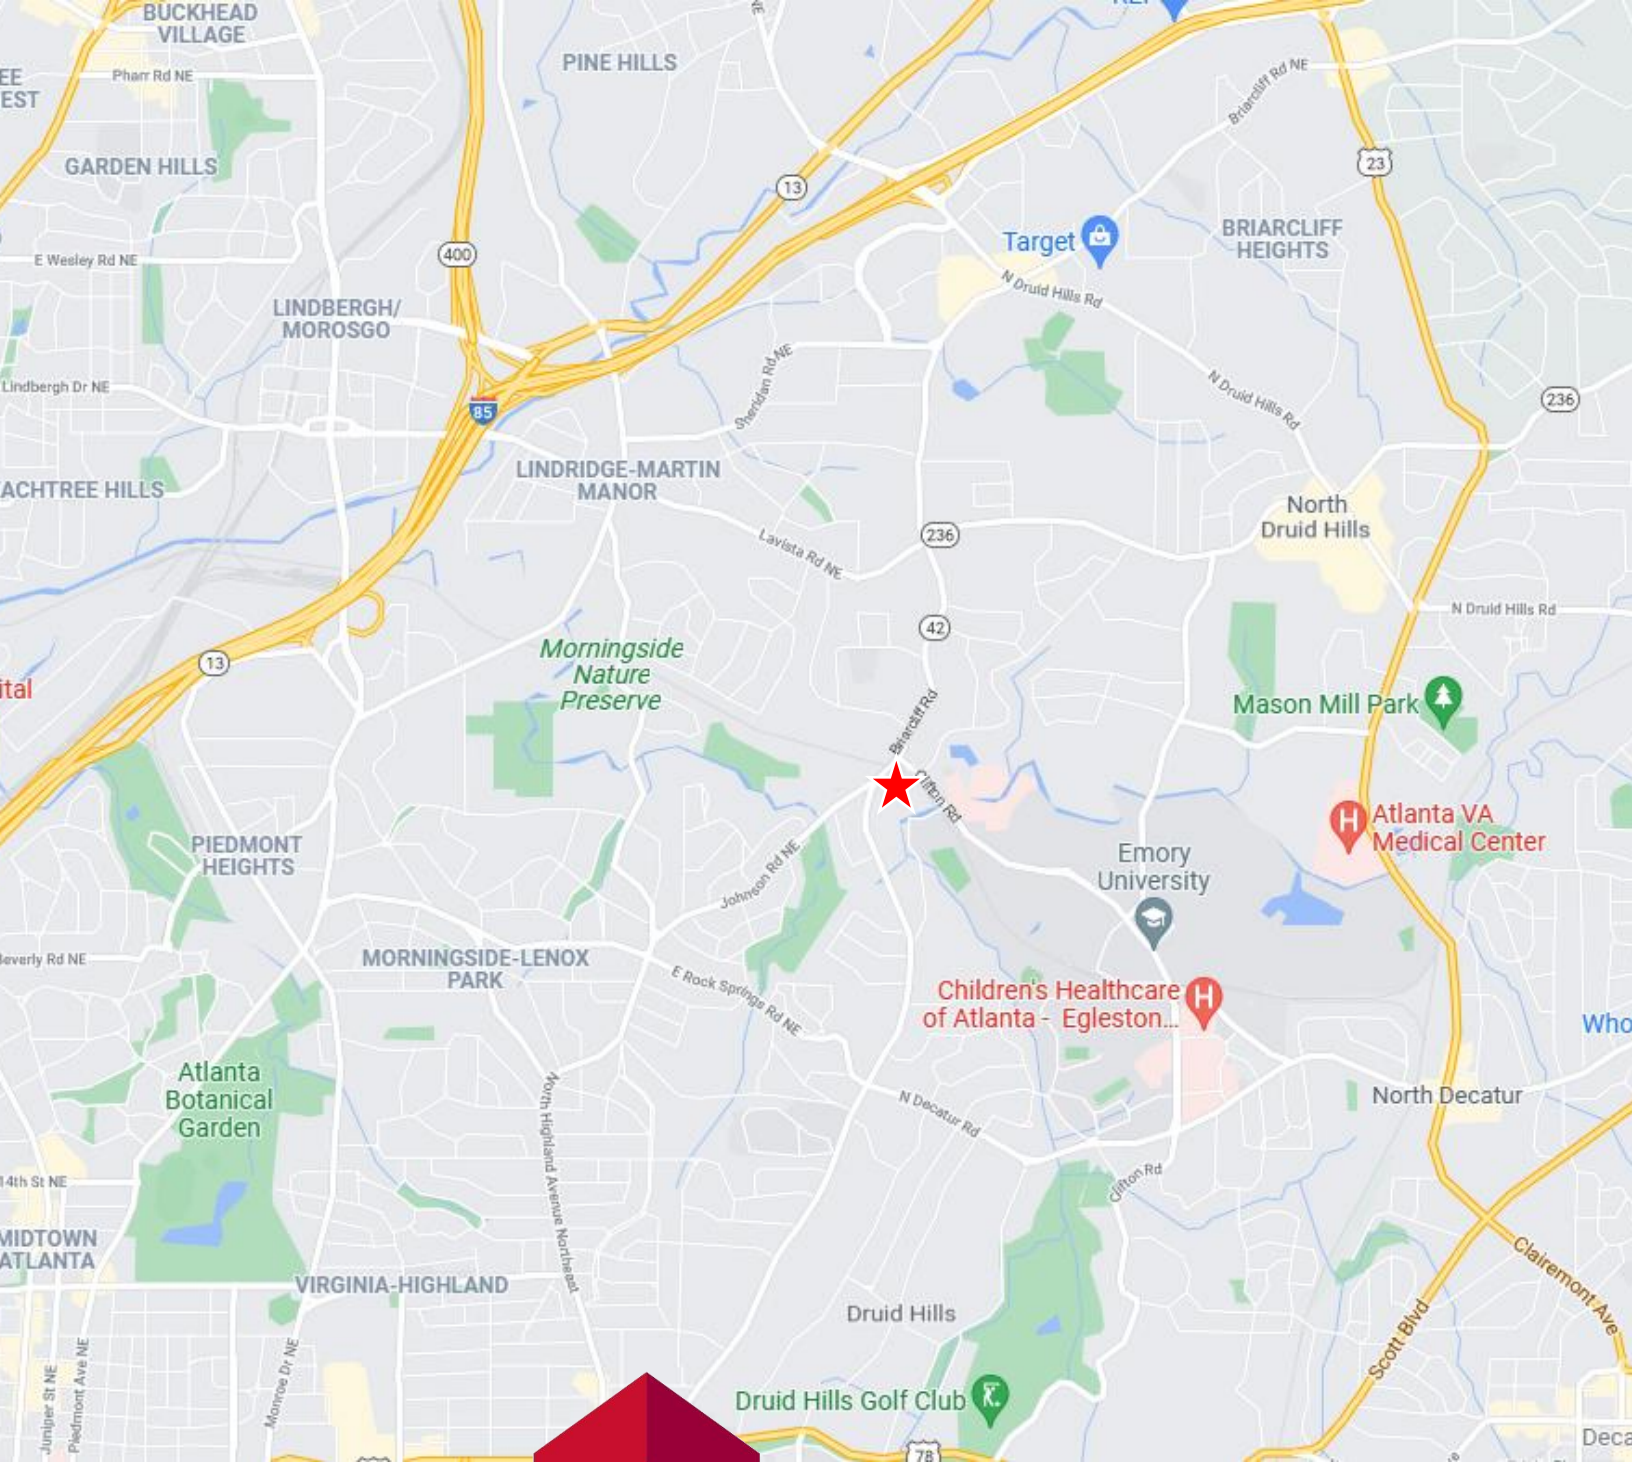 BUCKHEAD
VILLAGE
PINE HILLS
Pharr Rd NE
EE
EST
Briarcliff Rd NE
GARDEN HILLS
23
13
Target
BRIARCLIFF
HEIGHTS
400
E Wesley Rd NE
N Druid Hills Rd
LINDBERGH/
MOROSGO
Sheridan Rd NE
Lindbergh Dr NE
N Druid Hills Rd
236
85
LINDRIDGE-MARTIN
MANOR
ACHTREE HILLS
North
Druid Hills
236
Lavista Rd NE
N Druid Hills Rd
42
Morningside
Nature
Preserve
13
ital
Mason Mill Park
Briarcliff Rd
Clifton Rd
Atlanta VA
Medical Center
PIEDMONT
HEIGHTS
Emory
University
Johnson Rd NE
MORNINGSIDE-LENOX
PARK
Beverly Rd NE
E Rock Springs Rd NE
Children's Healthcare
of Atlanta - Egleston...
Who
Atlanta
Botanical
Garden
North Decatur
N Decatur Rd
North Highland Avenue Northeast
14th St NE
Clifton Rd
MIDTOWN
ATLANTA
Clairemont Ave
VIRGINIA-HIGHLAND
Druid Hills
Scott Blvd
Juniper St NE
Piedmont Ave NE
Monroe Dr NE
Druid Hills Golf Club
78
Deca